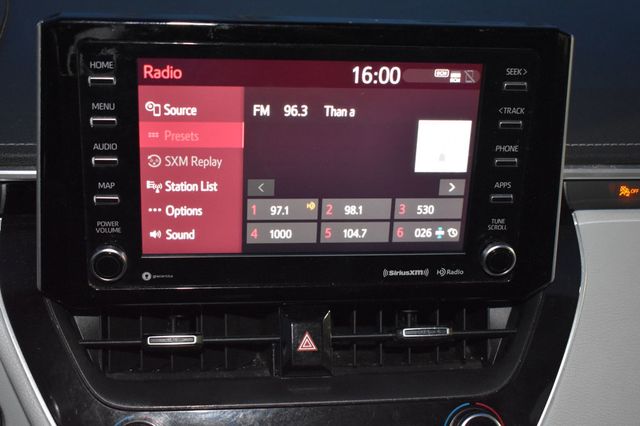 HOME
MENU
AUDIO
MAP
POWER
VOLUME
Radio
16:00
Source
Presets
SXM Replay
Station List
Options
Sound
FM 96.3 Than a
< >
1 97.1
2 98.1
3 530
4 1000
5 104.7
6 026
SEEK>
<TRACK
PHONE
APPS
TUNE
SCROLL
gracenote
((SiriusXM))
HD Radio
OFF